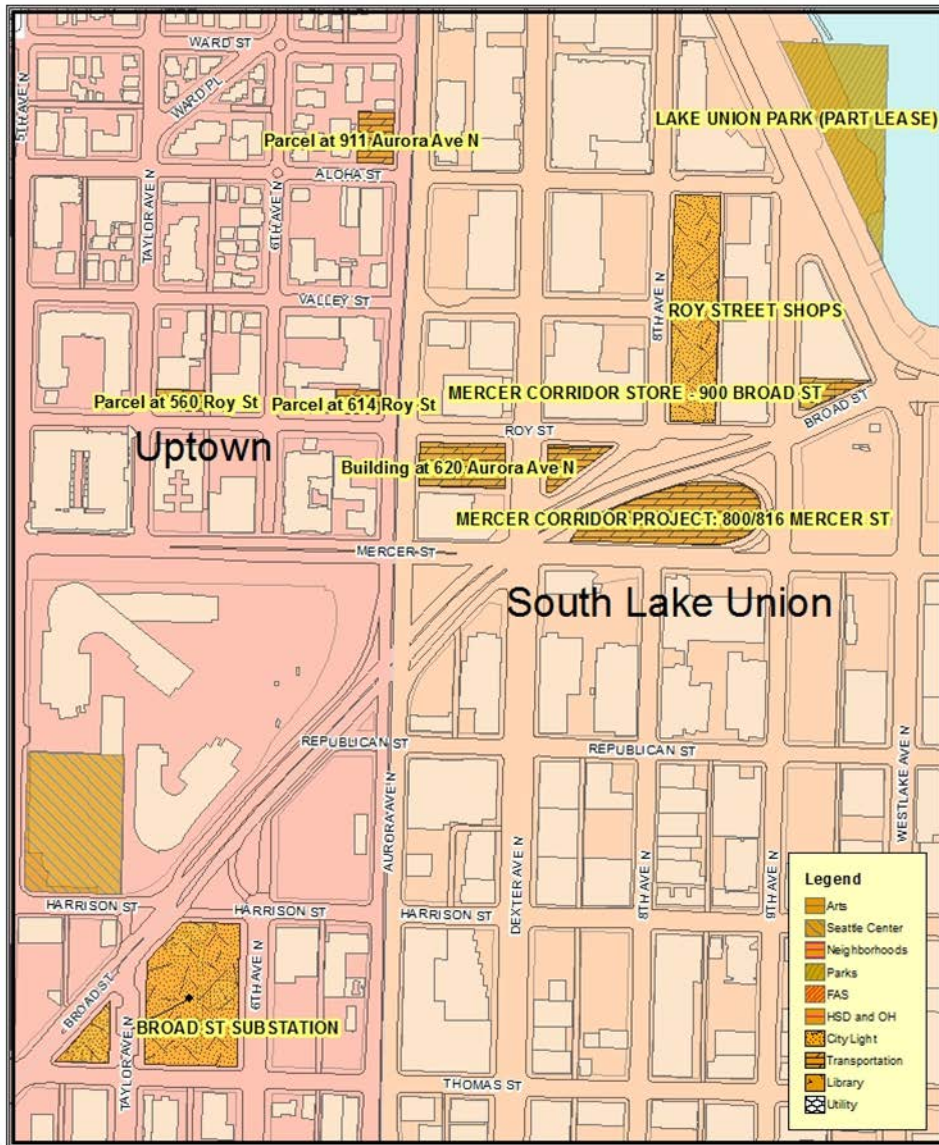 WARD ST
5TH AVE N
TAYLOR AVE N
WARD PL
LAKE UNION PARK (PART LEASE)
Parcel at 911 Aurora Ave N
ALOHA ST
6TH AVE N
8TH AVE N
VALLEY ST
ROY STREET SHOPS
Parcel at 560 Roy St
Parcel at 614 Roy St
MERCER CORRIDOR STORE - 900 BROAD ST
BROAD ST
ROY ST
Uptown
Building at 620 Aurora Ave N
MERCER CORRIDOR PROJECT: 800/816 MERCER ST
MERCER ST
South Lake Union
REPUBLICAN ST
REPUBLICAN ST
AURORA AVE N
WESTLAKE AVE N
DEXTER AVE N
8TH AVE N
9TH AVE N
HARRISON ST
HARRISON ST
HARRISON ST
BROAD ST
6TH AVE N
TAYLOR AVE N
BROAD ST SUBSTATION
THOMAS ST
Legend
Arts
Seattle Center
Neighborhoods
Parks
FAS
HSD and OH
City Light
Transportation
Library
Utility